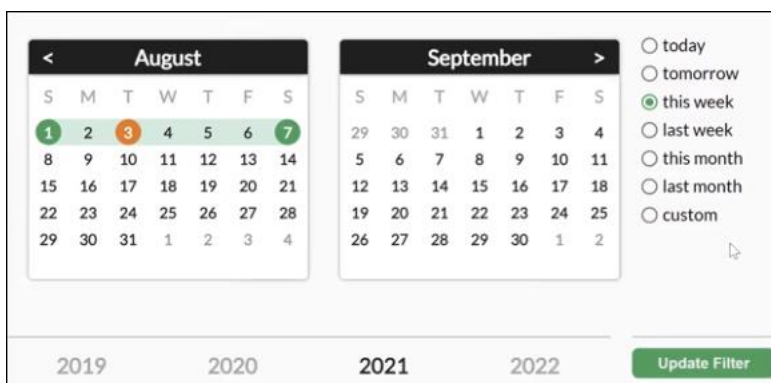 < August
S M T W T F S
1 2 3 4 5 6 7
8 9 10 11 12 13 14
15 16 17 18 19 20 21
22 23 24 25 26 27 28
29 30 31 1 2 3 4
September >
S M T W T F S
29 30 31 1 2 3 4
5 6 7 8 9 10 11
12 13 14 15 16 17 18
19 20 21 22 23 24 25
26 27 28 29 30 1 2
today
tomorrow
this week
last week
this month
last month
custom
2019 2020 2021 2022
Update Filter